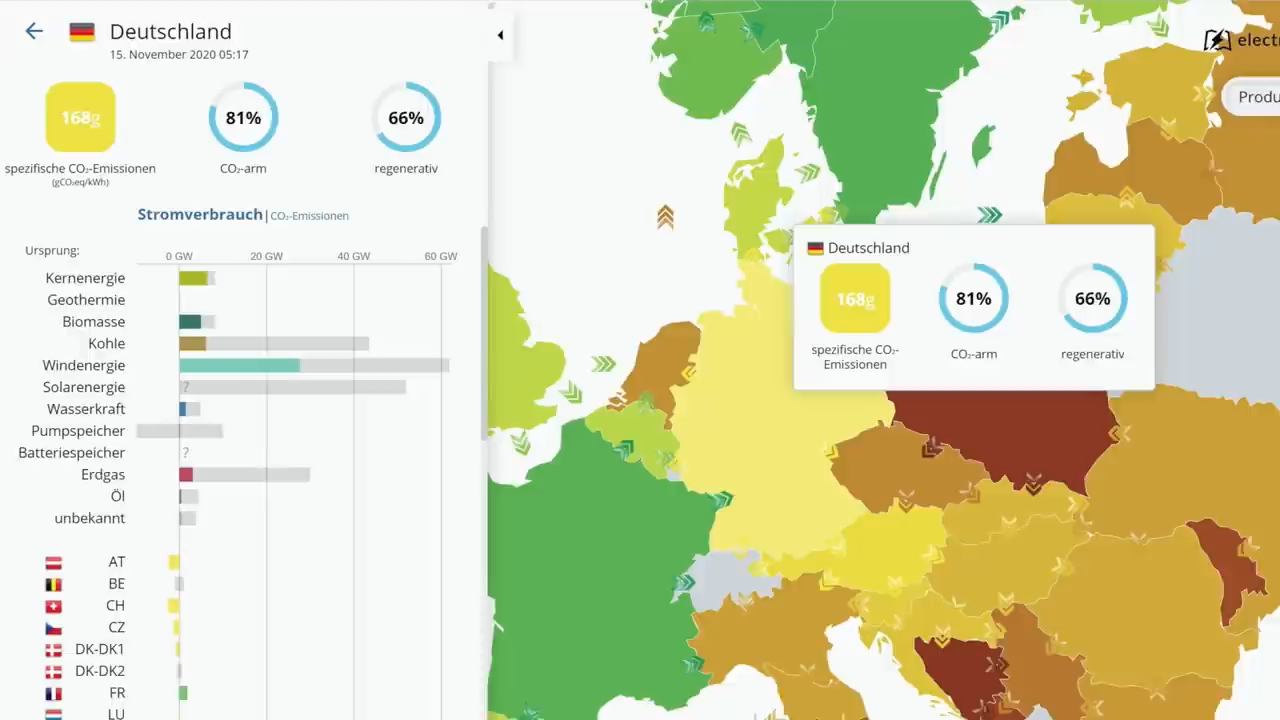 Deutschland
15. November 2020 05:17
168g
81%
66%
spezifische CO₂-Emissionen
(gCO₂eq/kWh)
CO₂-arm
regenerativ
Stromverbrauch|CO₂-Emissionen
Ursprung:
0 GW
20 GW
40 GW
60 GW
Kernenergie
Geothermie
Biomasse
Kohle
Windenergie
Solarenergie
?
Wasserkraft
Pumpspeicher
Batteriespeicher
?
Erdgas
Öl
unbekannt
AT
BE
CH
CZ
DK-DK1
DK-DK2
FR
LU
electr
Produ
Deutschland
168g
81%
66%
spezifische CO₂-
Emissionen
CO₂-arm
regenerativ